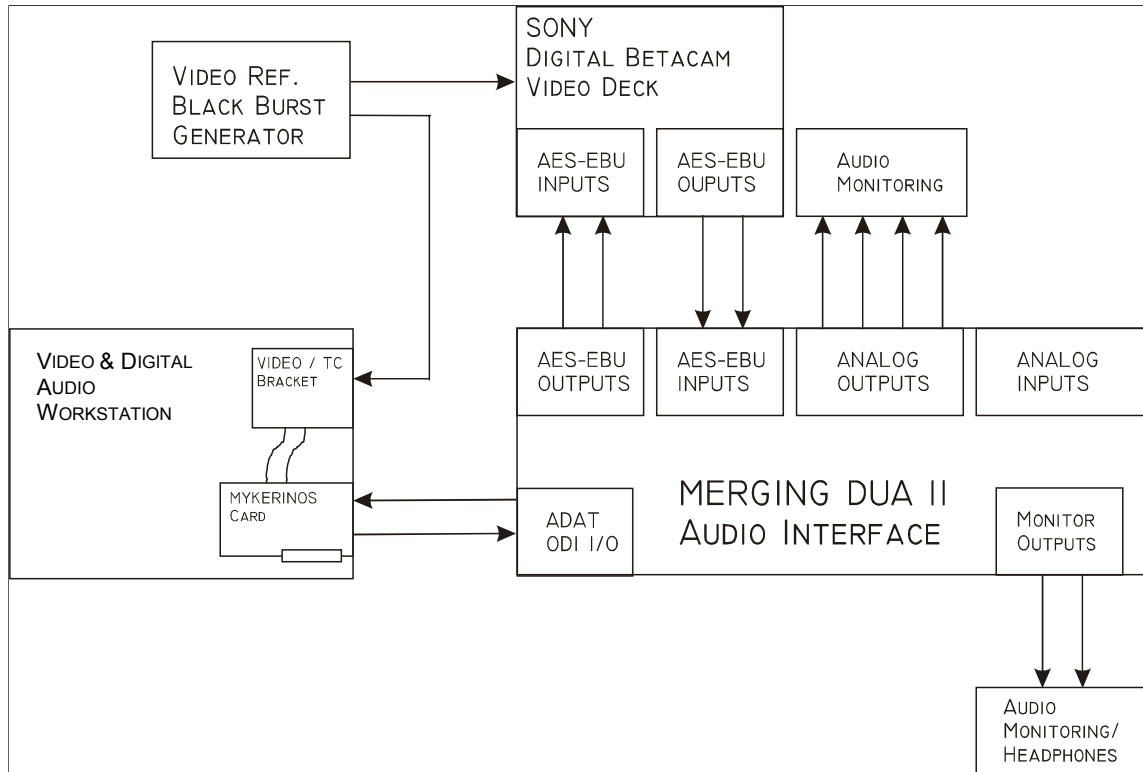 SONY
DIGITAL BETACAM
VIDEO DECK
VIDEO REF.
BLACK BURST
GENERATOR
AES-EBU
INPUTS
AES-EBU
OUPUTS
AUDIO
MONITORING
VIDEO & DIGITAL
AUDIO
WORKSTATION
VIDEO / TC
BRACKET
MYKERINOS
CARD
AES-EBU
OUTPUTS
AES-EBU
INPUTS
ANALOG
OUTPUTS
ANALOG
INPUTS
ADAT
ODI I/O
MERGING DUA II
AUDIO INTERFACE
MONITOR
OUTPUTS
AUDIO
MONITORING/
HEADPHONES